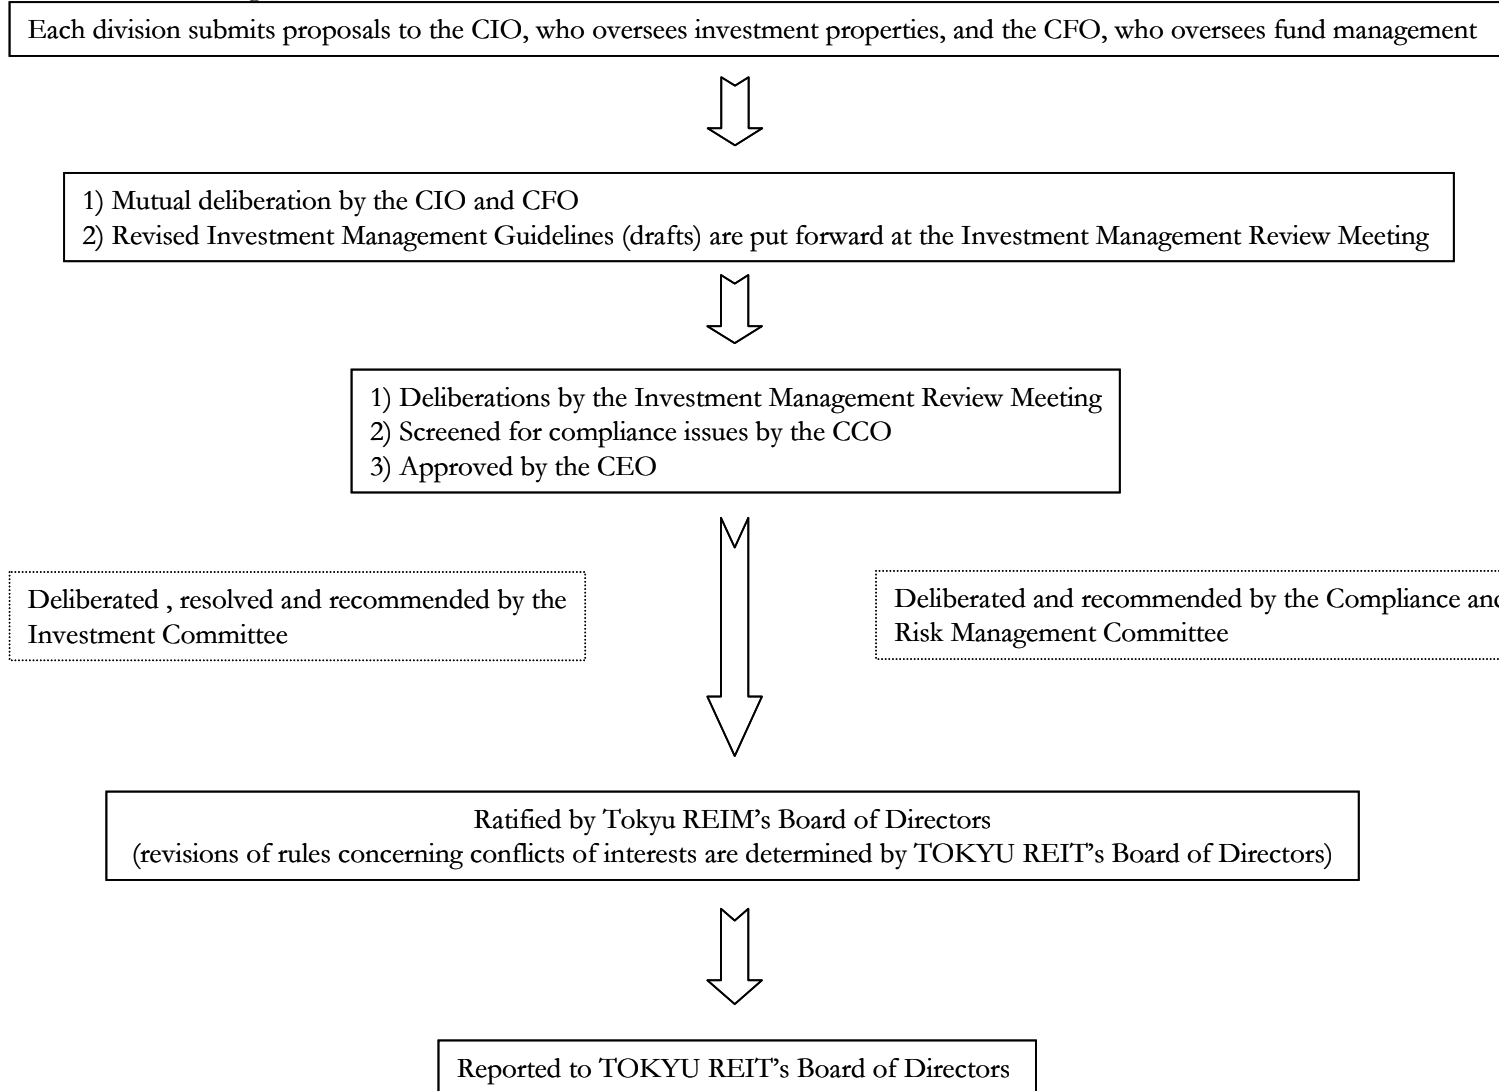 Each division submits proposals to the CIO, who oversees investment properties, and the CFO, who oversees fund management
1) Mutual deliberation by the CIO and CFO
2) Revised Investment Management Guidelines (drafts) are put forward at the Investment Management Review Meeting
1) Deliberations by the Investment Management Review Meeting
2) Screened for compliance issues by the CCO
3) Approved by the CEO
Deliberated , resolved and recommended by the
Investment Committee
Deliberated and recommended by the Compliance and
Risk Management Committee
Ratified by Tokyu REIM’s Board of Directors
(revisions of rules concerning conflicts of interests are determined by TOKYU REIT’s Board of Directors)
Reported to TOKYU REIT’s Board of Directors